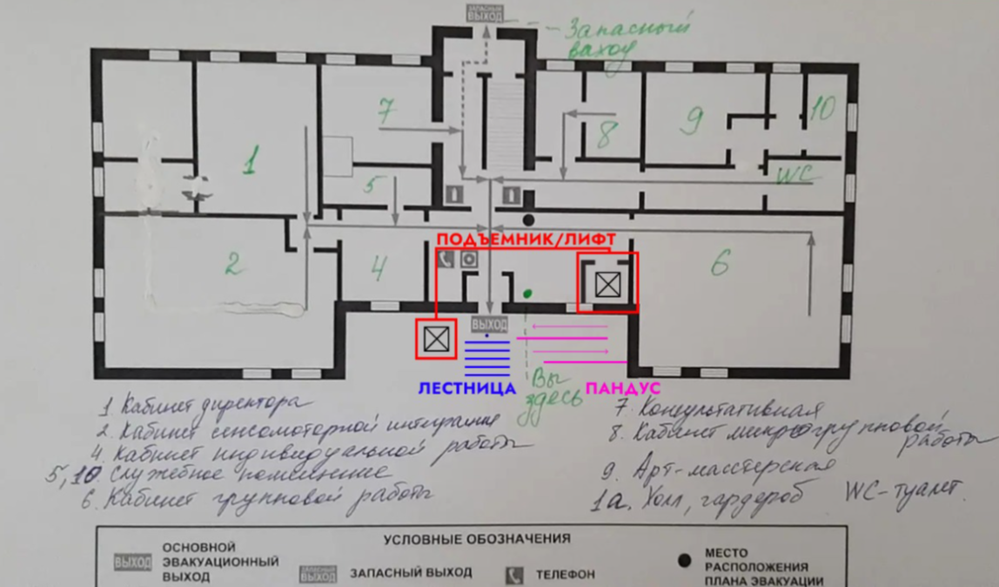 ЗАПАСНЫЙ
ВЫХОД
Запасный
выход
7
9
10
8
1
WC
5
ПОДЪЕМНИК/ЛИФТ
2
4
6
ВЫХОД
ЛЕСТНИЦА
Вы
здесь
ПАНДУС
1. Кабинет директора
2. Кабинет сенсомоторной интеграции
4. Кабинет индивидуальной работы
5, 10. Служебное помещение
6. Кабинет групповой работы
7. Консультативная
8. Кабинет микрогрупповой
работы
9. Арт-масстерская
1а. Холл, гардероб WC-туалет.
УСЛОВНЫЕ ОБОЗНАЧЕНИЯ
ВЫХОД
ОСНОВНОЙ
ЭВАКУАЦИОННЫЙ
ВЫХОД
ЗАПАСНЫЙ
ВЫХОД
ЗАПАСНЫЙ ВЫХОД
ТЕЛЕФОН
МЕСТО
РАСПОЛОЖЕНИЯ
ПЛАНА ЭВАКУАЦИИ